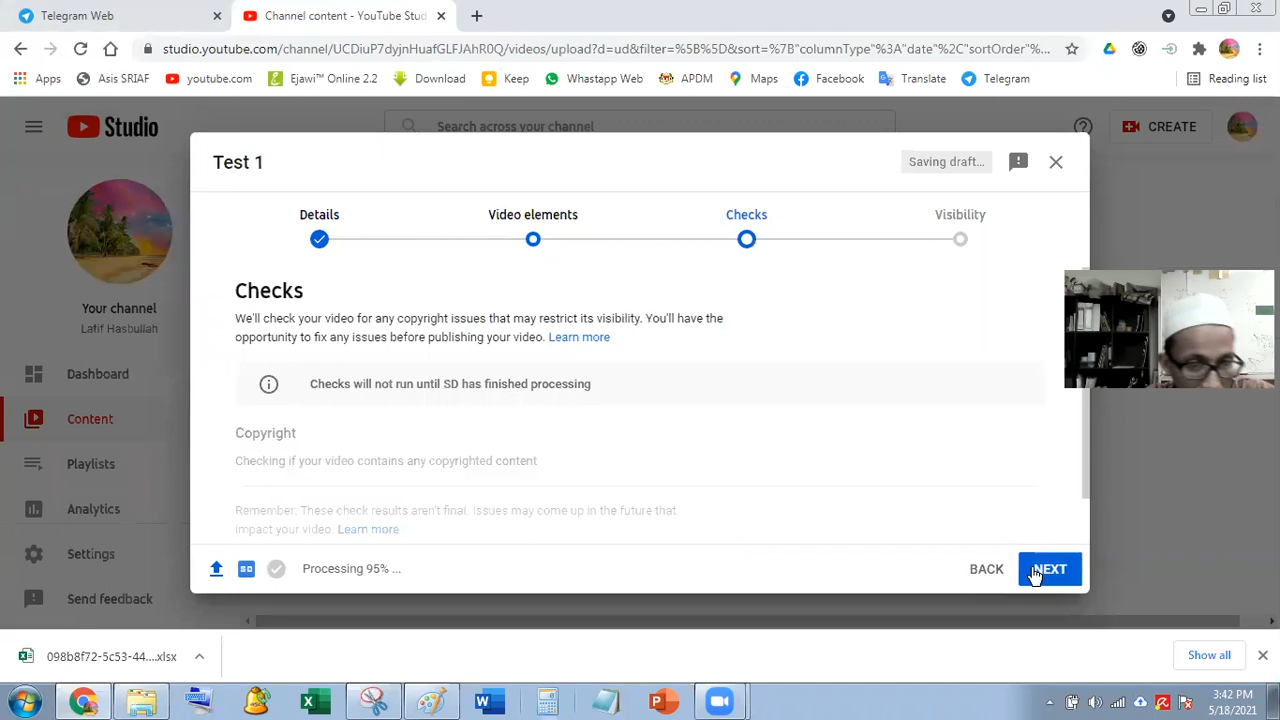 Telegram Web
Channel content - YouTube Stud
studio.youtube.com/channel/UCDiuP7dyjnHuafGLFJAhR0Q/videos/upload?d=ud&filter=%5B%5D&sort=%7B"columnType"%3A"date"%2C"sortOrder"...
Apps
Asis SRIAF
youtube.com
Ejawi™ Online 2.2
Download
Keep
Whastapp Web
APDM
Maps
Facebook
Translate
Telegram
Reading list
Studio
Search across your channel
CREATE
Test 1
Saving draft...
Details
Video elements
Checks
Visibility
Checks
We'll check your video for any copyright issues that may restrict its visibility. You'll have the
opportunity to fix any issues before publishing your video. Learn more
Checks will not run until SD has finished processing
Copyright
Checking if your video contains any copyrighted content
Remember: These check results aren't final. Issues may come up in the future that
impact your video. Learn more
SD
Processing 95% ...
BACK
NEXT
Your channel
Latif Hasbullah
Dashboard
Content
Playlists
Analytics
Settings
Send feedback
098b8f72-5c53-44....xlsx
Show all
3:42 PM
5/18/2021